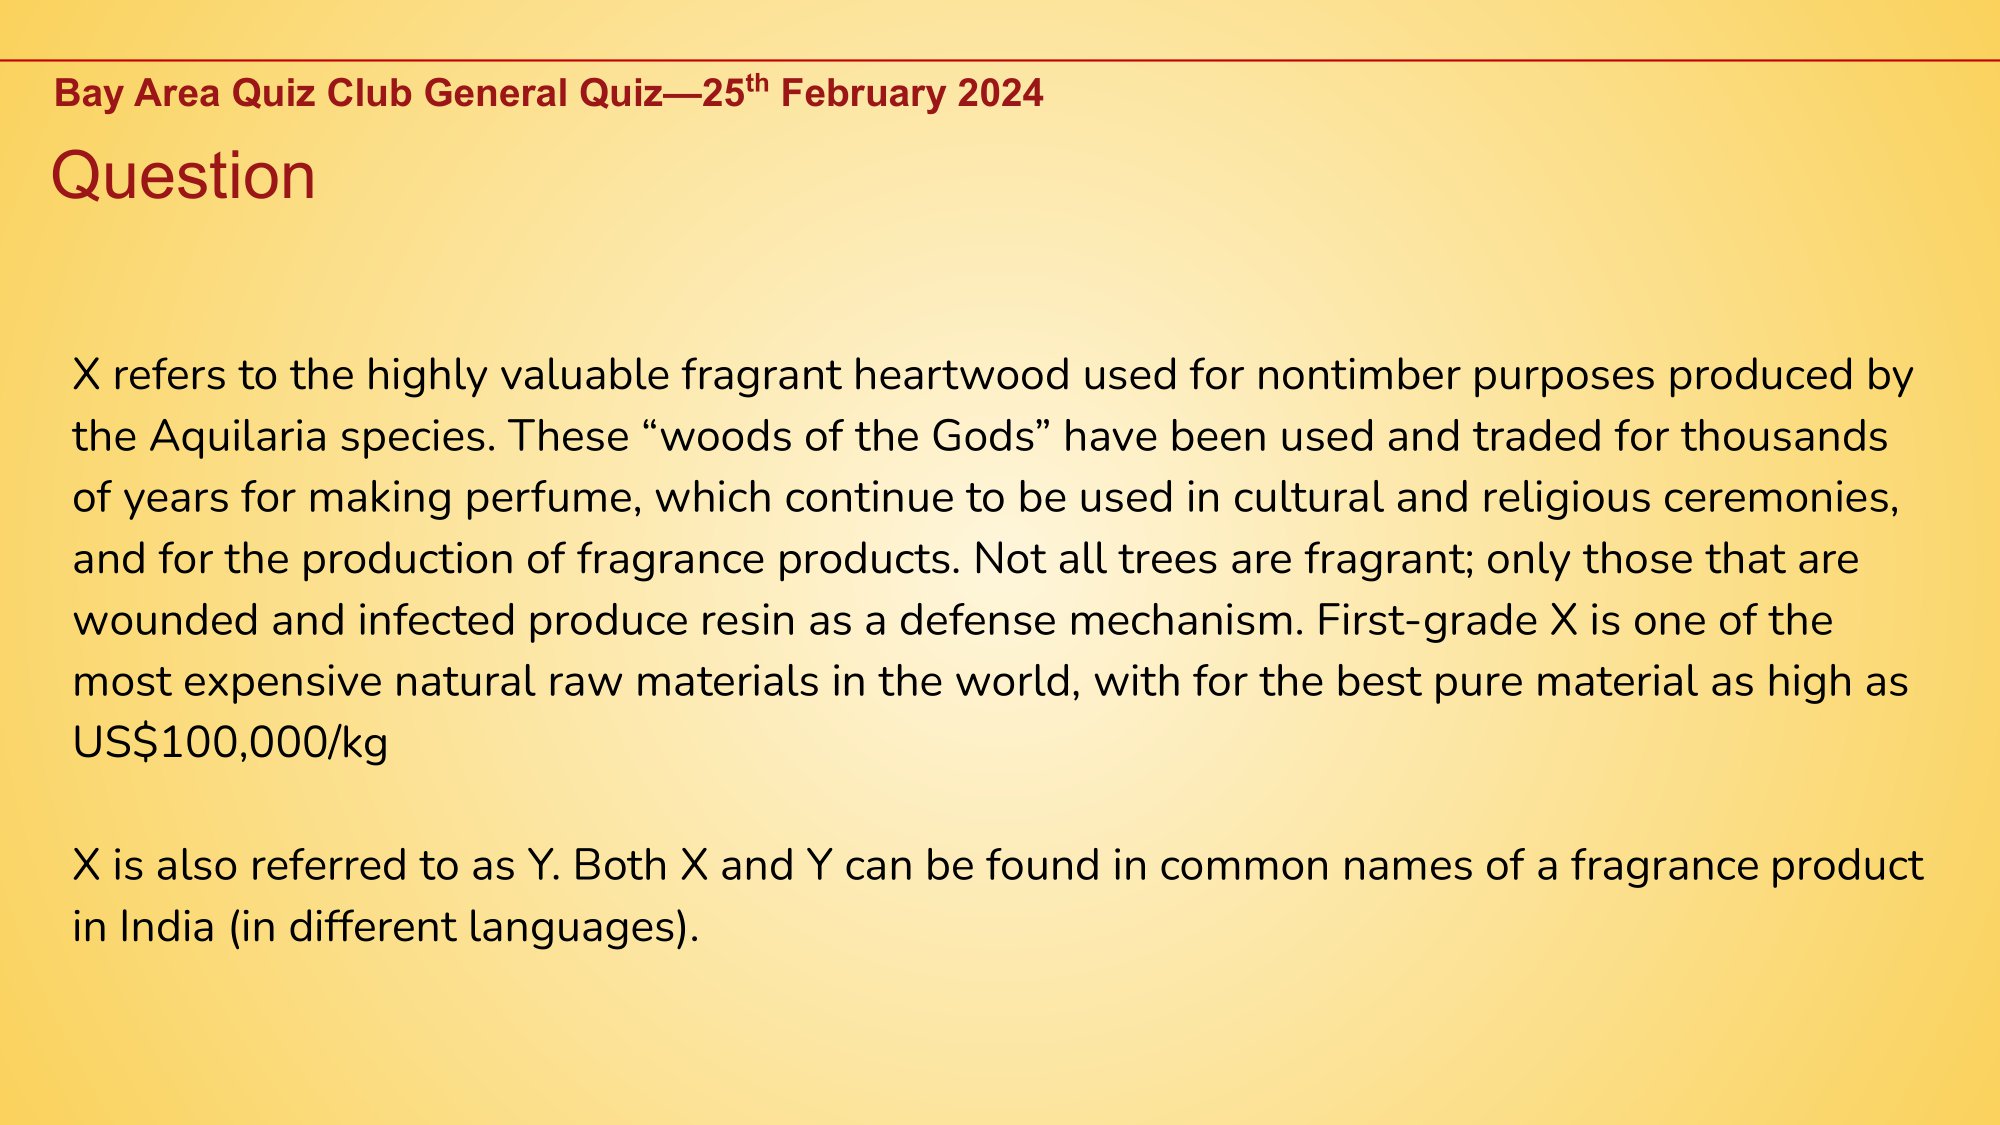 Bay Area Quiz Club General Quiz—25th February 2024
Question
X refers to the highly valuable fragrant heartwood used for nontimber purposes produced by
the Aquilaria species. These “woods of the Gods” have been used and traded for thousands
of years for making perfume, which continue to be used in cultural and religious ceremonies,
and for the production of fragrance products. Not all trees are fragrant; only those that are
wounded and infected produce resin as a defense mechanism. First-grade X is one of the
most expensive natural raw materials in the world, with for the best pure material as high as
US$100,000/kg
X is also referred to as Y. Both X and Y can be found in common names of a fragrance product
in India (in different languages).